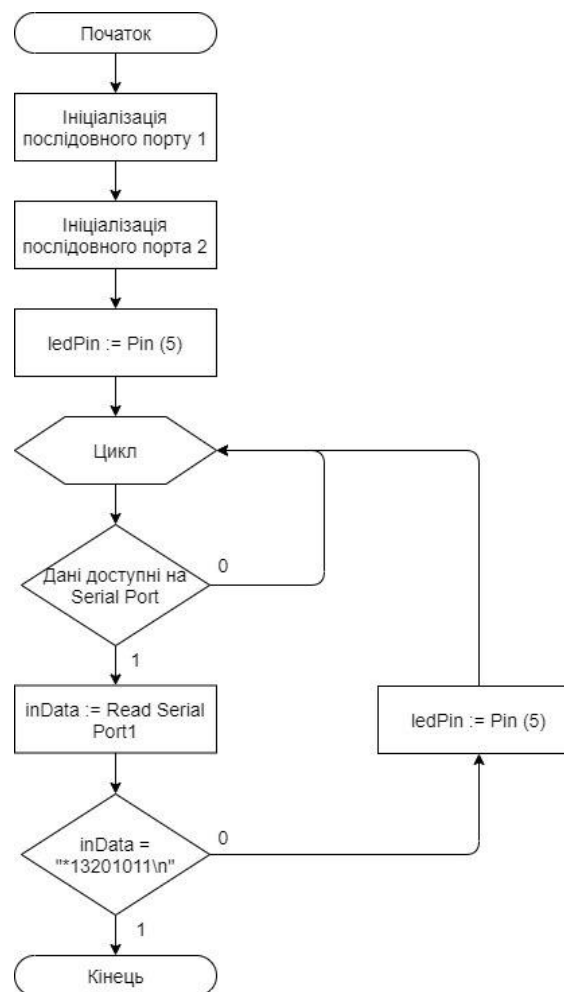 Початок
Ініціалізація
послідовного порту 1
Ініціалізація
послідовного порта 2
ledPin := Pin (5)
Цикл
Дані доступні на
Serial Port
0
1
inData := Read Serial
Port1
ledPin := Pin (5)
inData =
"*13201011\n"
0
1
Кінець